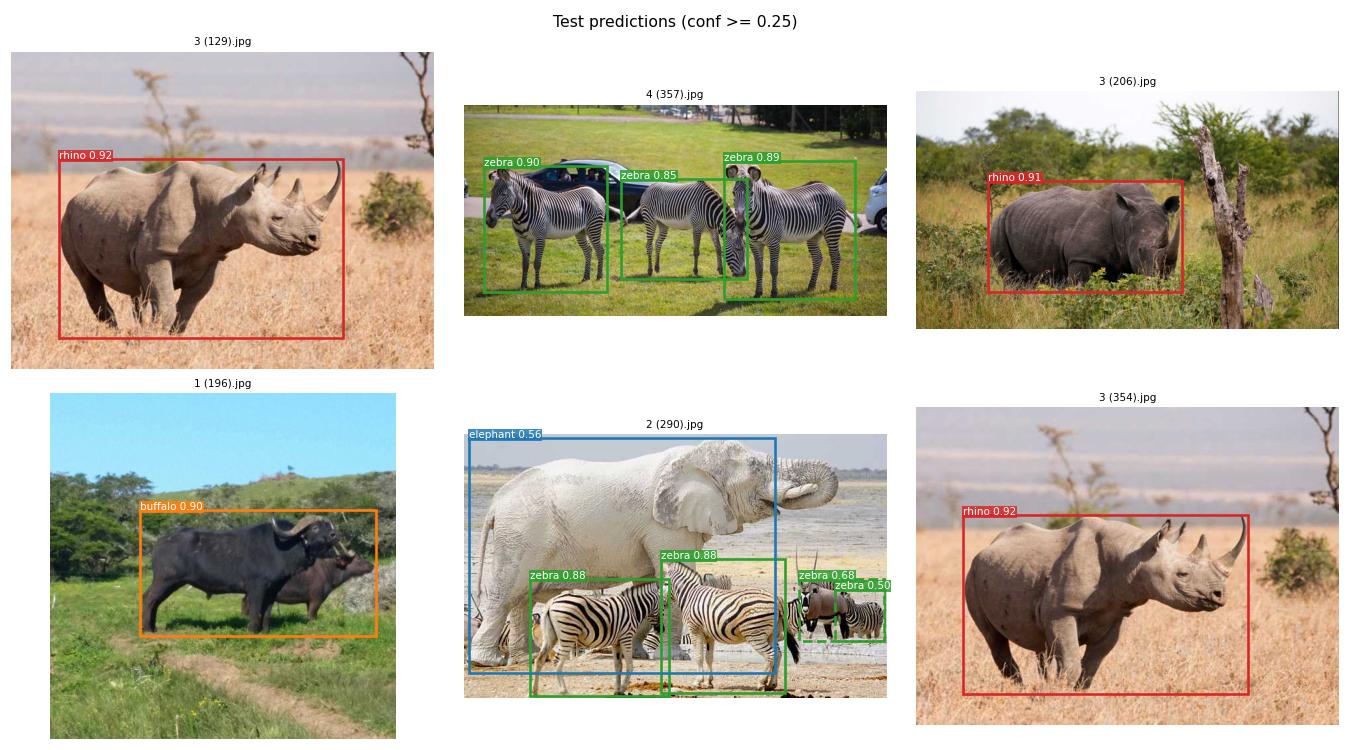 Test predictions (conf >= 0.25)
3 (129).jpg
rhino 0.92
4 (357).jpg
zebra 0.90
zebra 0.85
zebra 0.89
3 (206).jpg
rhino 0.91
1 (196).jpg
buffalo 0.90
2 (290).jpg
elephant 0.56
zebra 0.88
zebra 0.88
zebra 0.68
zebra 0.50
3 (354).jpg
rhino 0.92